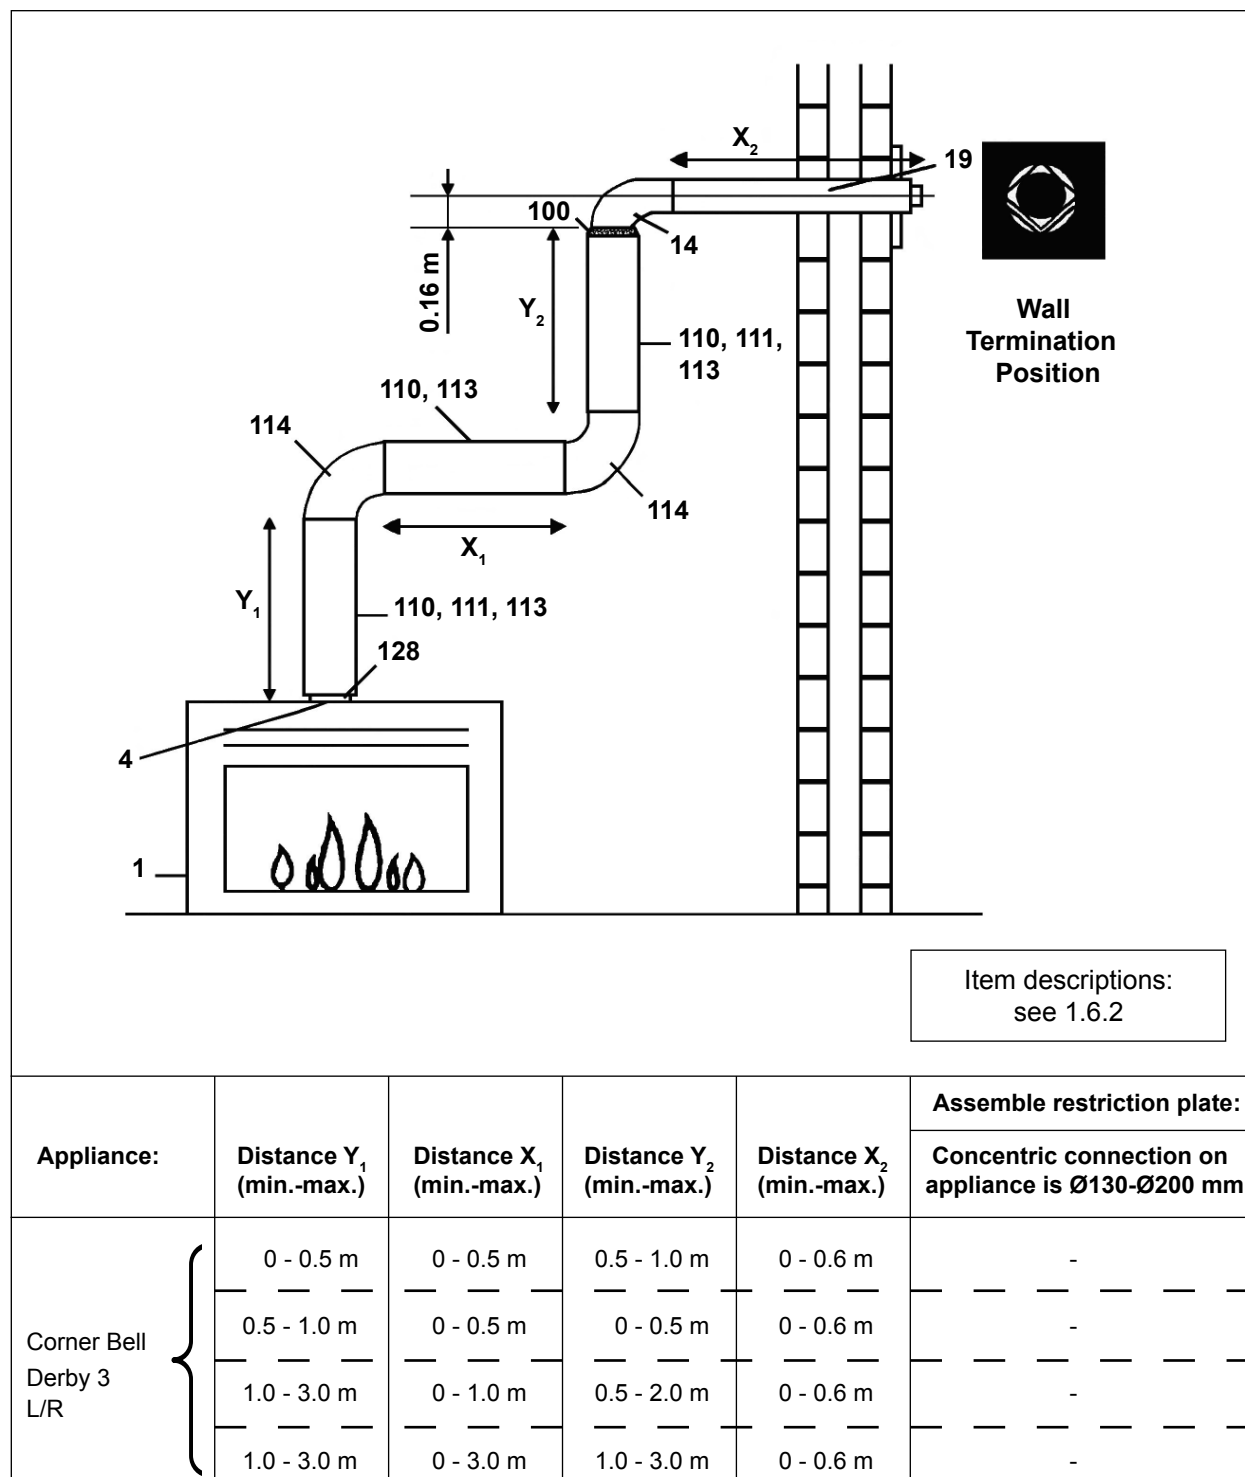 X2
19
100
14
0.16 m
Y2
Wall
Termination
Position
110, 111,
113
110, 113
114
114
X1
Y1
110, 111, 113
128
4
1
Item descriptions:
see 1.6.2
Appliance:
Distance Y1
(min.-max.)
Distance X1
(min.-max.)
Distance Y2
(min.-max.)
Distance X2
(min.-max.)
Assemble restriction plate:
Concentric connection on
appliance is Ø130-Ø200 mm
Corner Bell
Derby 3
L/R
0 - 0.5 m 0 - 0.5 m 0.5 - 1.0 m 0 - 0.6 m -
0.5 - 1.0 m 0 - 0.5 m 0 - 0.5 m 0 - 0.6 m -
1.0 - 3.0 m 0 - 1.0 m 0.5 - 2.0 m 0 - 0.6 m -
1.0 - 3.0 m 0 - 3.0 m 1.0 - 3.0 m 0 - 0.6 m -